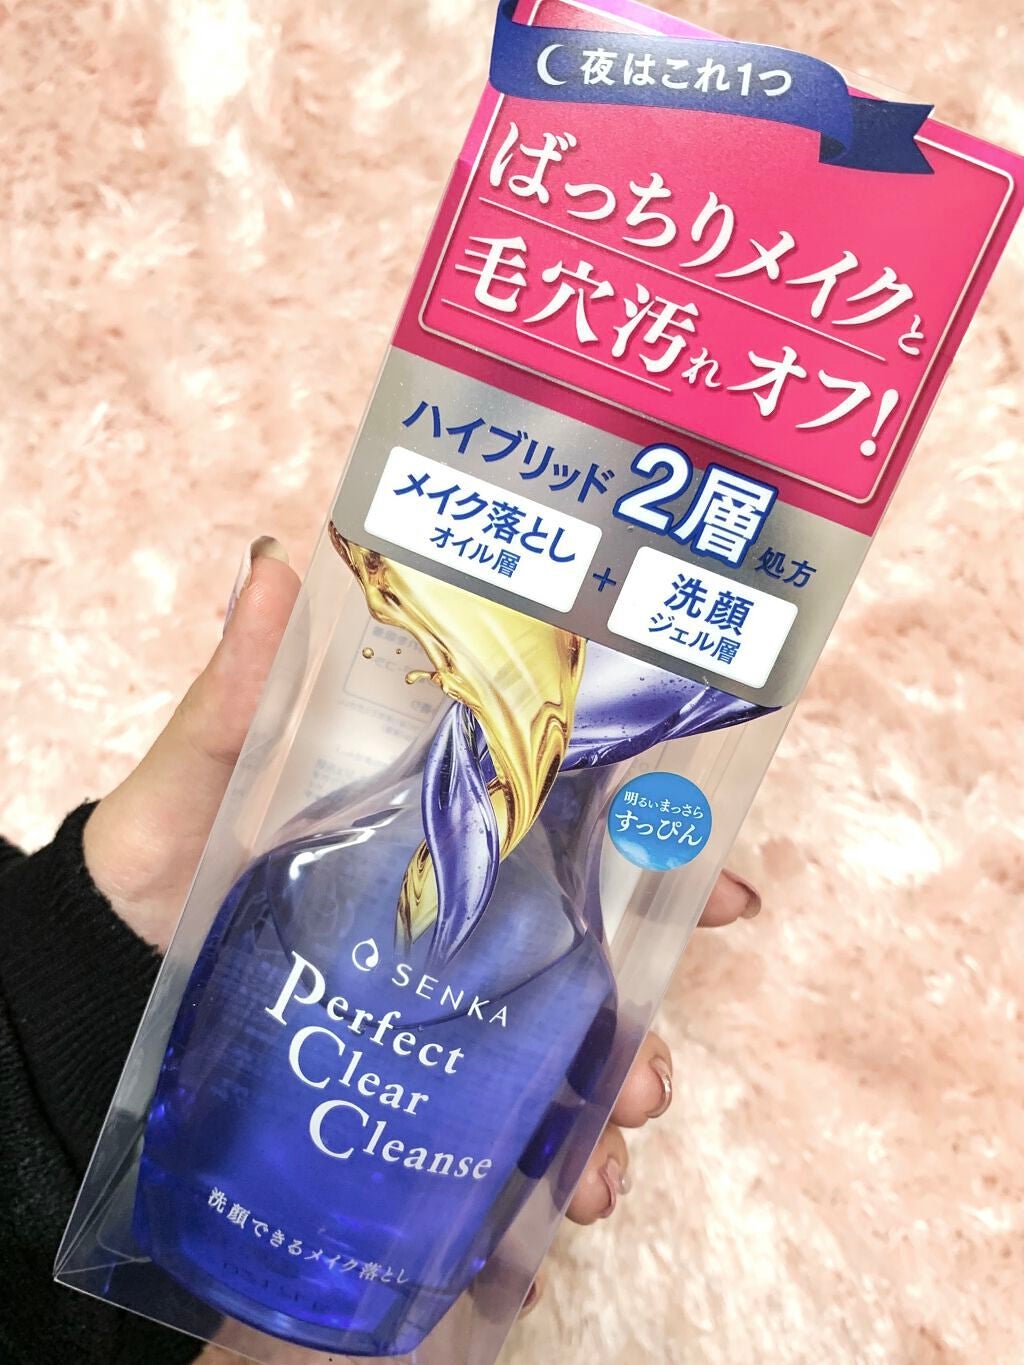 夜はこれ1つ
ばっちりメイクと
毛穴汚れオフ!
ハイブリッド2層処方
メイク落とし
オイル層
+
洗顔
ジェル層
明るいまっさら
すっぴん
SENKA
Perfect
Clear
Cleanse
洗顔できるメイク落とし